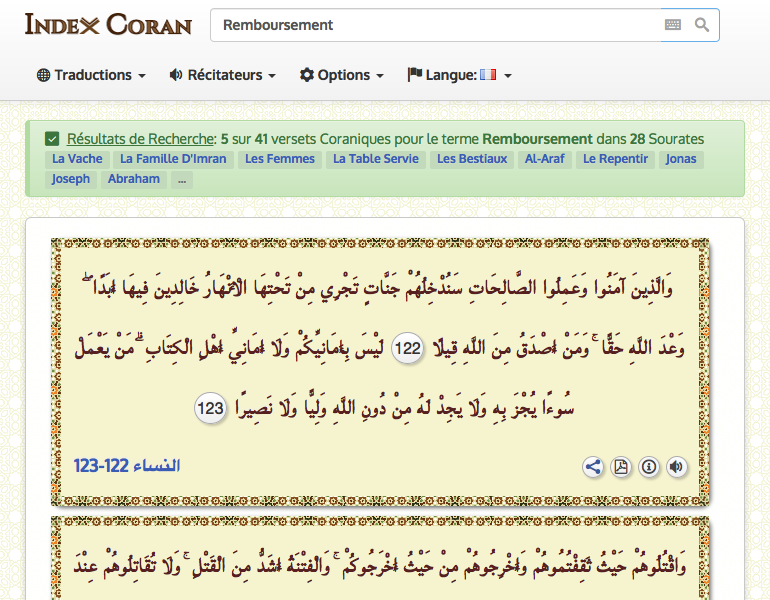 INDEX CORAN
Remboursement
Traductions Récitateurs Options Langue:
Résultats de Recherche: 5 sur 41 versets Coraniques pour le terme Remboursement dans 28 Sourates
La Vache La Famille D'Imran Les Femmes La Table Servie Les Bestiaux Al-Araf Le Repentir Jonas
Joseph Abraham ...
وَالَّذِينَ آمَنُوا وَعَمِلُوا الصَّالِحَاتِ سَنُدْخِلُهُمْ جَنَّاتٍ تَجْرِي مِنْ تَحْتِهَا الْأَنْهَارُ خَالِدِينَ فِيهَا أَبَدًا ۖ
وَعْدَ اللَّهِ حَقًّا ۚ وَمَنْ أَصْدَقُ مِنَ اللَّهِ قِيلًا 122 لَيْسَ بِأَمَانِيِّكُمْ وَلَا أَمَانِيِّ أَهْلِ الْكِتَابِ ۗ مَنْ يَعْمَلْ
سُوءًا يُجْزَ بِهِ وَلَا يَجِدْ لَهُ مِنْ دُونِ اللَّهِ وَلِيًّا وَلَا نَصِيرًا 123
النساء 122-123
وَاقْتُلُوهُمْ حَيْثُ ثَقِفْتُمُوهُمْ وَأَخْرِجُوهُمْ مِنْ حَيْثُ أَخْرَجُوكُمْ ۚ وَالْفِتْنَةُ أَشَدُّ مِنَ الْقَتْلِ ۚ وَلَا تُقَاتِلُوهُمْ عِنْدَ